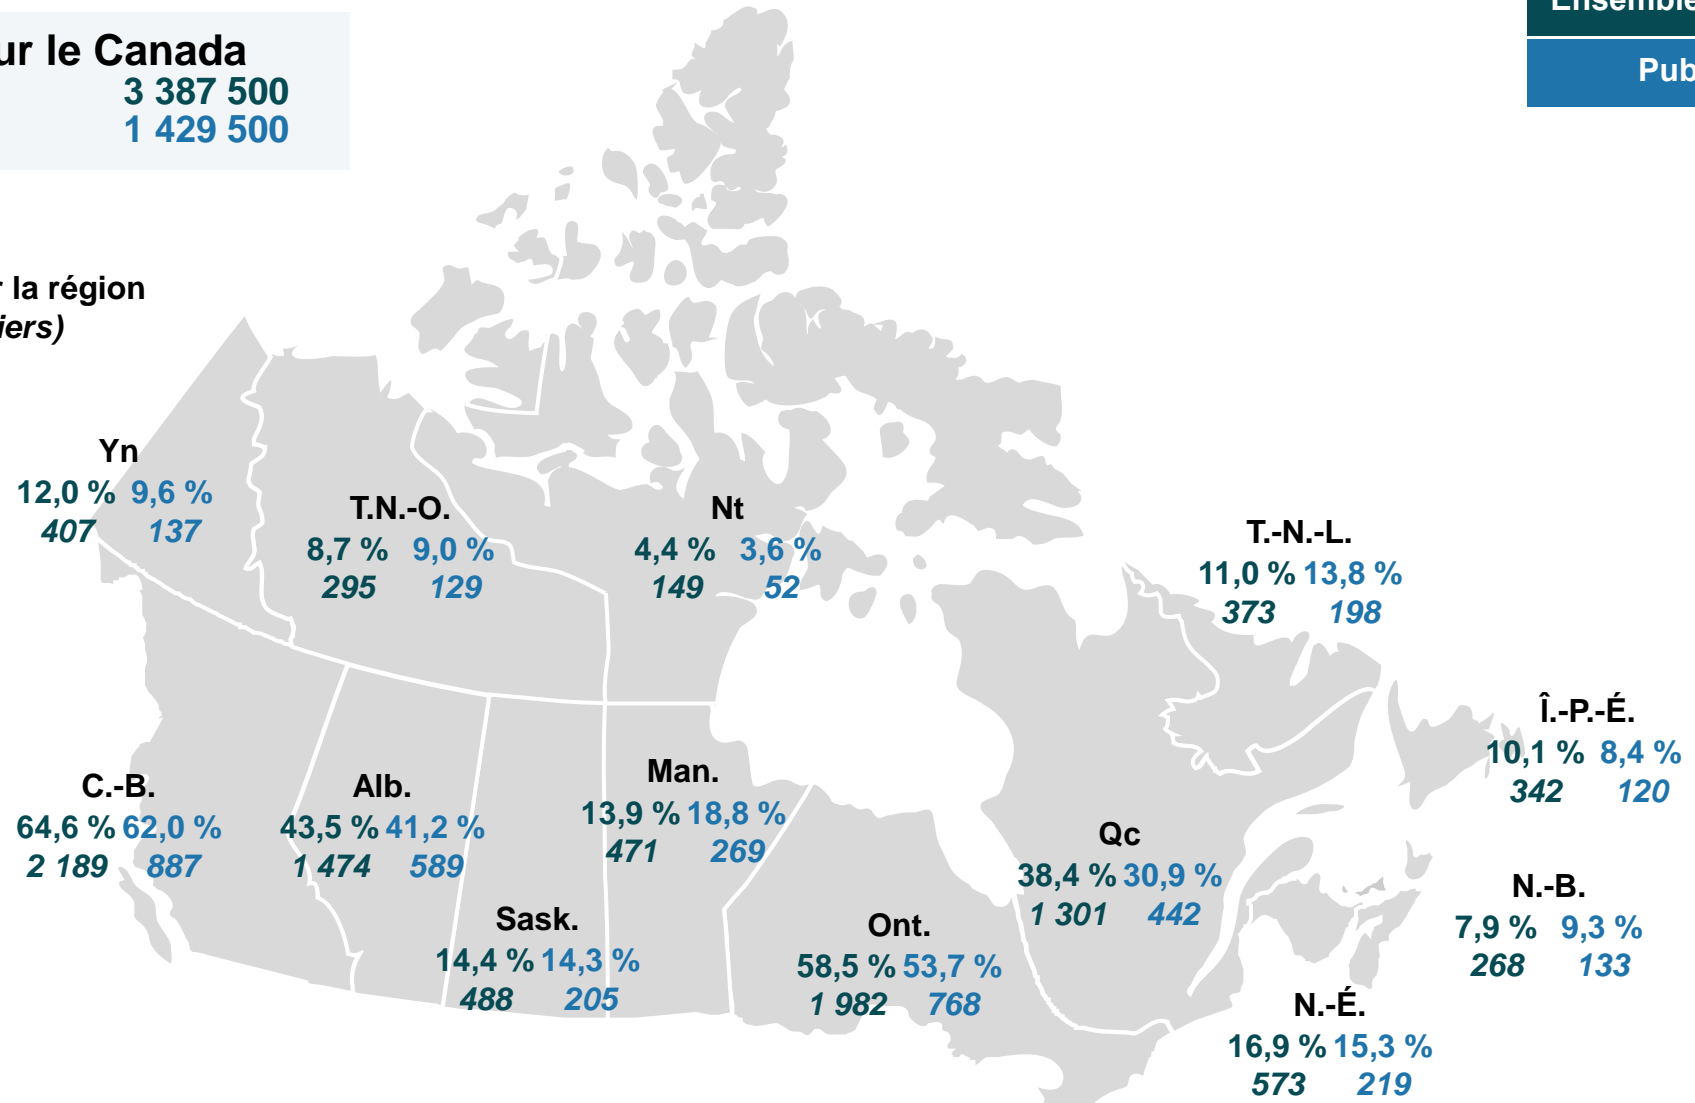 ur le Canada
3 387 500
1 429 500
Ensemble
Pub
r la région
iers)
Yn
12,0 % 9,6 %
407 137
T.N.-O.
8,7 % 9,0 %
295 129
Nt
4,4 % 3,6 %
149 52
T.-N.-L.
11,0 % 13,8 %
373 198
Î.-P.-É.
10,1 % 8,4 %
342 120
C.-B.
64,6 % 62,0 %
2 189 887
Alb.
43,5 % 41,2 %
1 474 589
Man.
13,9 % 18,8 %
471 269
Qc
38,4 % 30,9 %
1 301 442
N.-B.
7,9 % 9,3 %
268 133
Sask.
14,4 % 14,3 %
488 205
Ont.
58,5 % 53,7 %
1 982 768
N.-É.
16,9 % 15,3 %
573 219